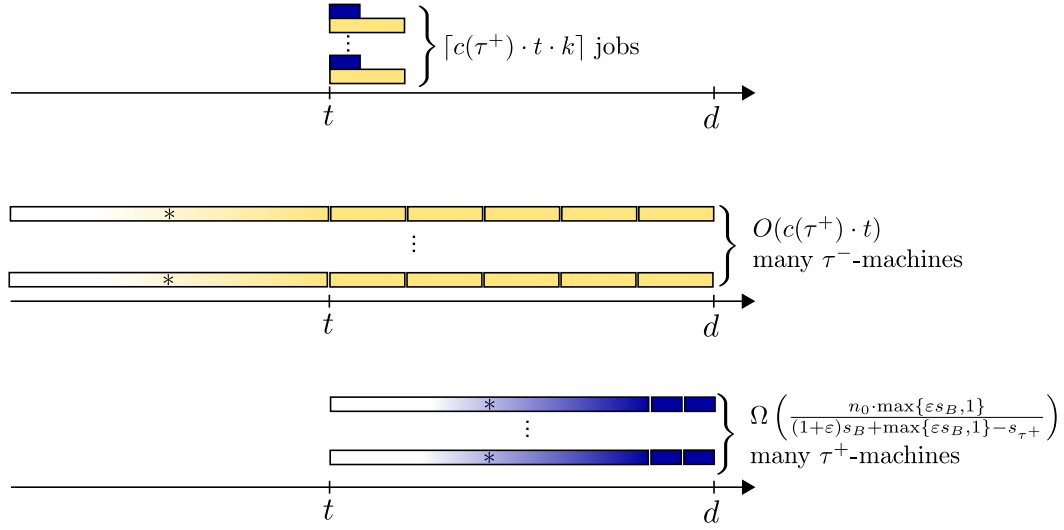 ⋮ ⌈c(τ⁺) · t · k⌉ jobs
t d
* O(c(τ⁺) · t)
⋮
* many τ⁻-machines
t d
* Ω( n₀·max{εs_B,1} / (1+ε)s_B+max{εs_B,1}−s_τ⁺ )
⋮
* many τ⁺-machines
t d